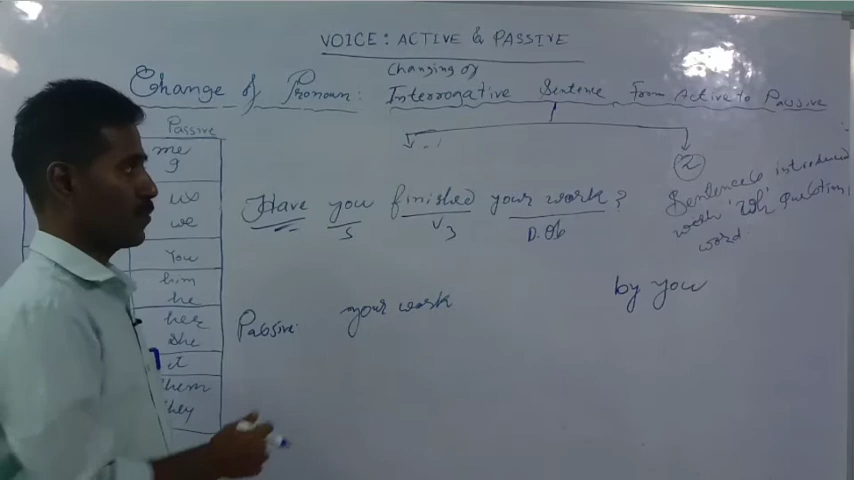 VOICE: ACTIVE & PASSIVE
Change of Pronoun:
Changing of
Interrogative Sentence From Active to Passive
Passive
me
I
us
we
You
him
he
her
she
it
them
they
2
Sentences introduced
with 'Wh' Question
word
Have you finished your work?
S V3 D.Ob
Passive: your work by you